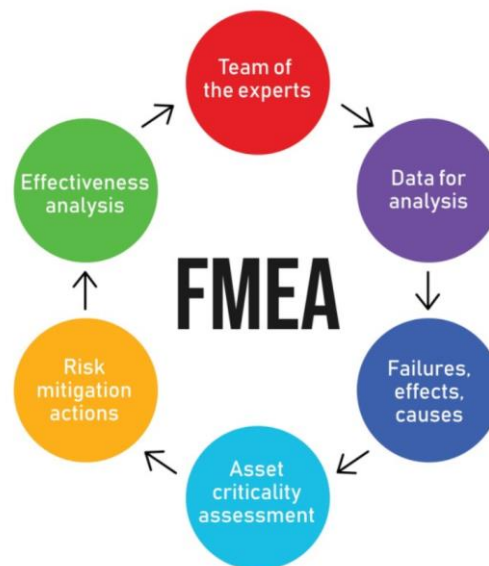 Team of
the experts
Data for
analysis
Failures,
effects,
causes
Asset
criticality
assessment
Risk
mitigation
actions
Effectiveness
analysis
FMEA